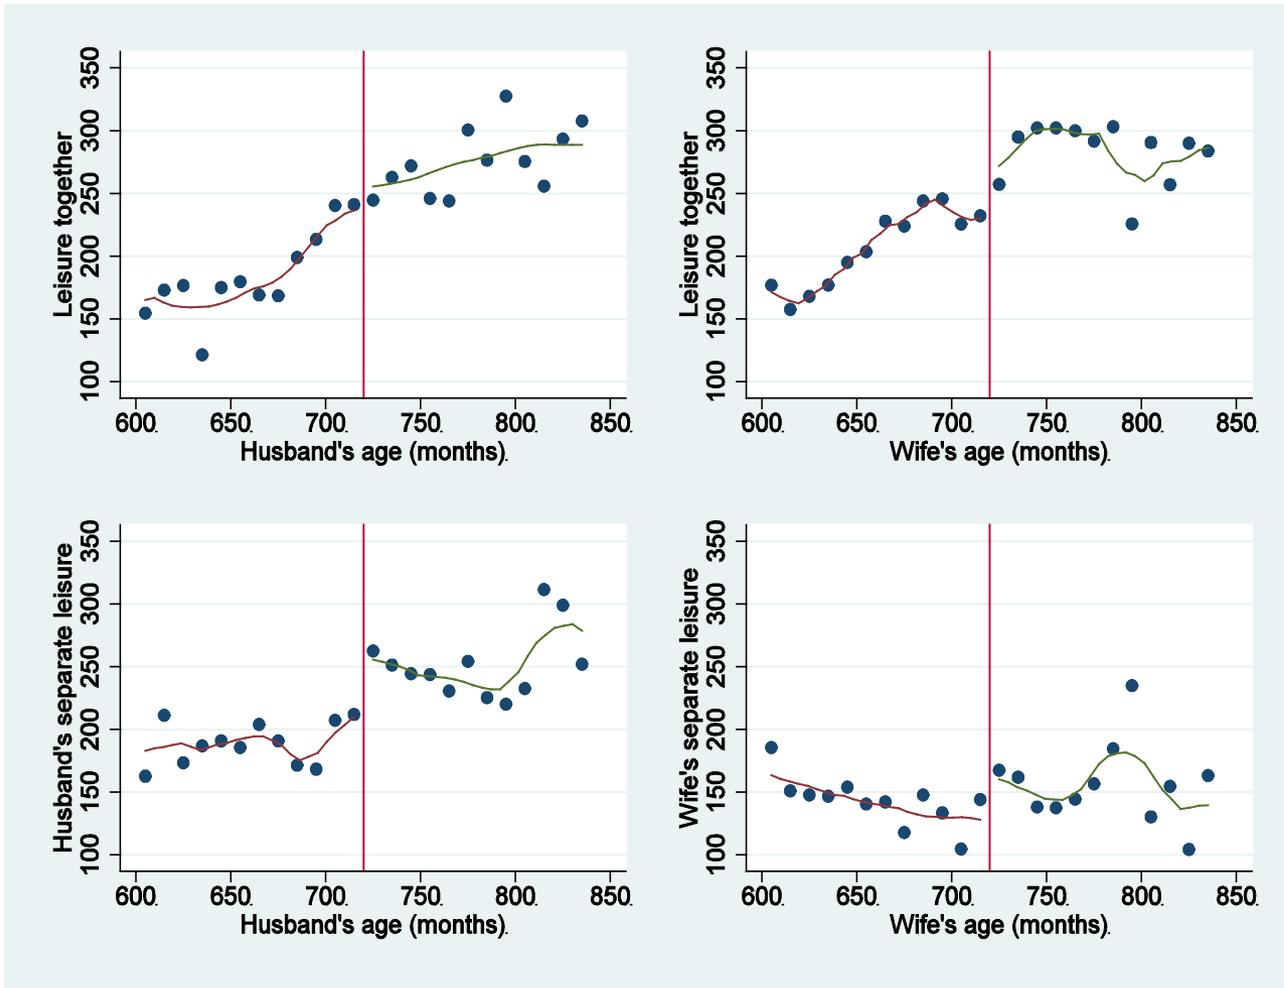 Leisure together
350
300
250
200
150
100
600. 650. 700. 750. 800. 850.
Husband's age (months).
Leisure together
350
300
250
200
150
100
600. 650. 700. 750. 800. 850.
Wife's age (months).
Husband's separate leisure
350
300
250
200
150
100
600. 650. 700. 750. 800. 850.
Husband's age (months).
Wife's separate leisure
350
300
250
200
150
100
600. 650. 700. 750. 800. 850.
Wife's age (months).